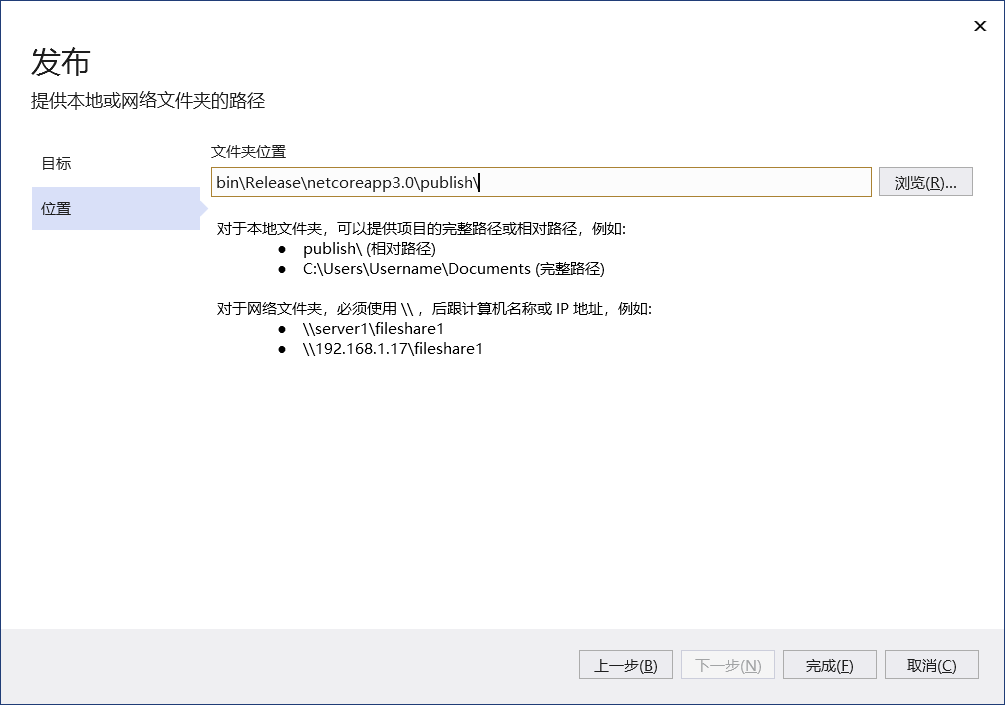 发布
提供本地或网络文件夹的路径
目标
位置
文件夹位置
bin\Release\netcoreapp3.0\publish\
浏览(R)...
对于本地文件夹，可以提供项目的完整路径或相对路径，例如:
● publish\ (相对路径)
● C:\Users\Username\Documents (完整路径)
对于网络文件夹，必须使用 \\ ，后跟计算机名称或 IP 地址，例如:
● \\server1\fileshare1
● \\192.168.1.17\fileshare1
上一步(B)
下一步(N)
完成(F)
取消(C)